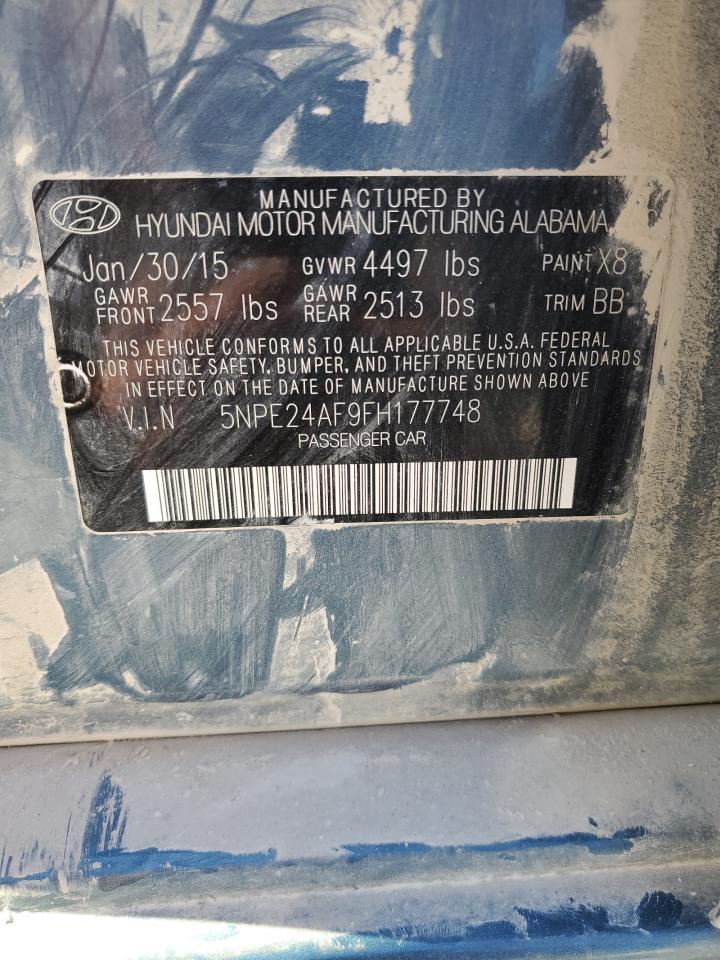 MANUFACTURED BY
HYUNDAI MOTOR MANUFACTURING ALABAMA
Jan/30/15 GVWR 4497 lbs PAINT X8
GAWR FRONT 2557 lbs GAWR REAR 2513 lbs TRIM BB
THIS VEHICLE CONFORMS TO ALL APPLICABLE U.S.A. FEDERAL
MOTOR VEHICLE SAFETY, BUMPER, AND THEFT PREVENTION STANDARDS
IN EFFECT ON THE DATE OF MANUFACTURE SHOWN ABOVE
V.I.N 5NPE24AF9FH177748
PASSENGER CAR